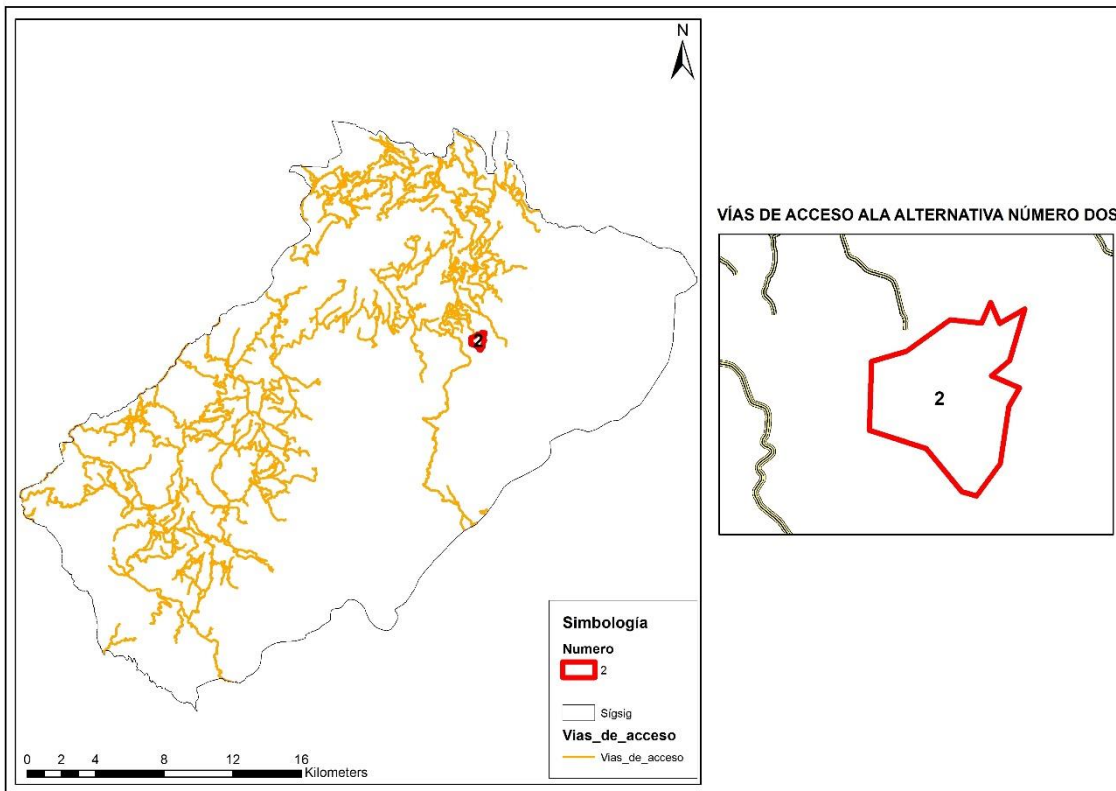 N
VÍAS DE ACCESO ALA ALTERNATIVA NÚMERO DOS
2
2
Simbología
Numero
2
Sígsig
Vias_de_acceso
Vias_de_acceso
0 2 4 8 12 16
Kilometers